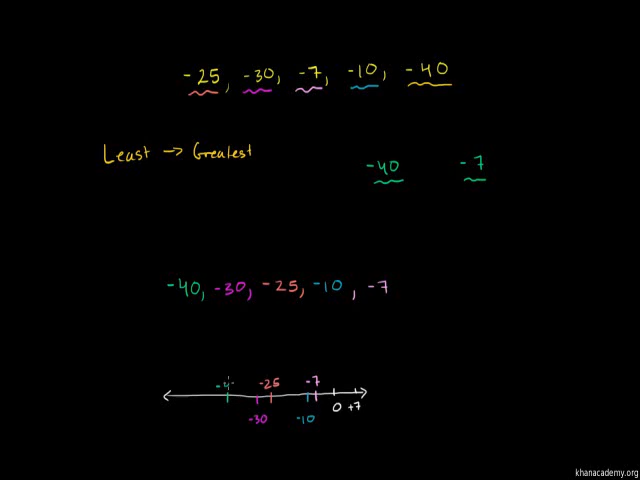 -25, -30, -7, -10, -40
Least → Greatest
-40 -7
-40, -30, -25, -10, -7
-25 -7
-30 -10 0 +7
khanacademy.org